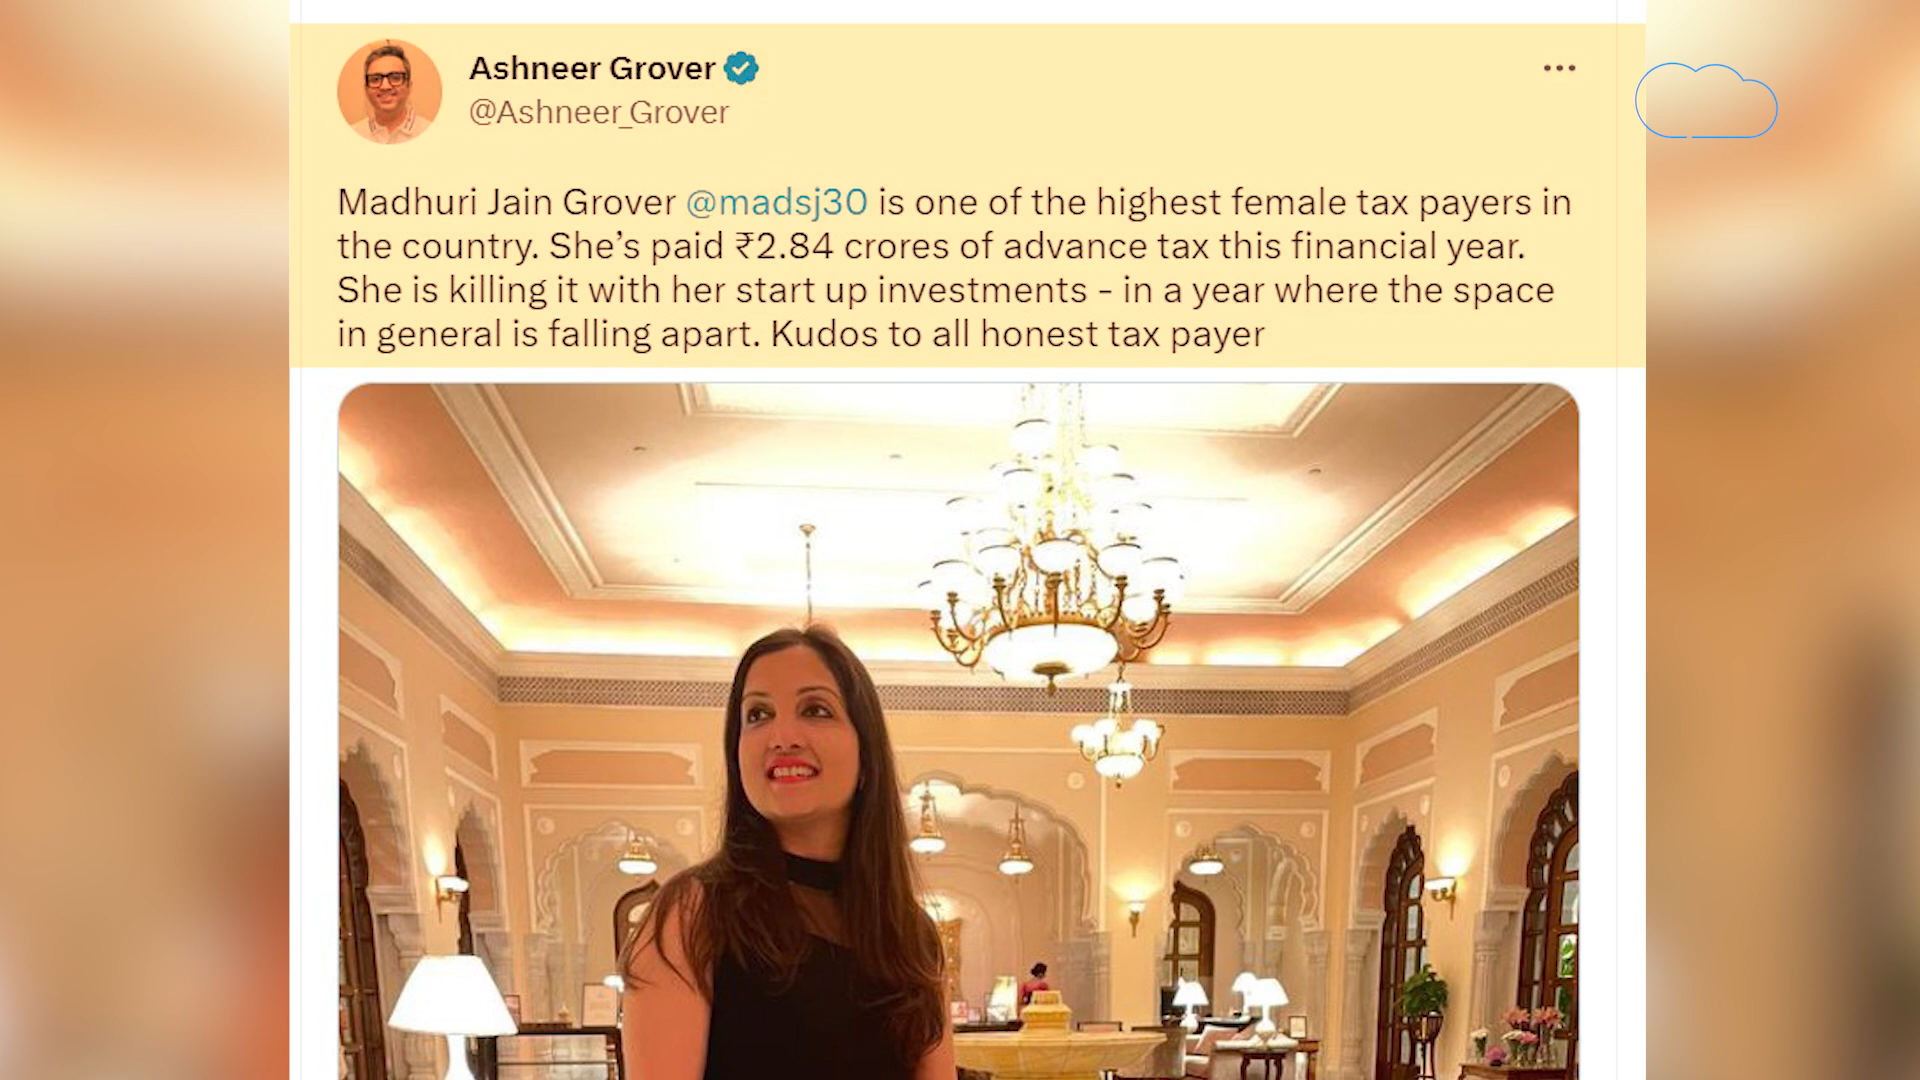 Ashneer Grover
@Ashneer_Grover
Madhuri Jain Grover @madsj30 is one of the highest female tax payers in
the country. She’s paid ₹2.84 crores of advance tax this financial year.
She is killing it with her start up investments - in a year where the space
in general is falling apart. Kudos to all honest tax payer